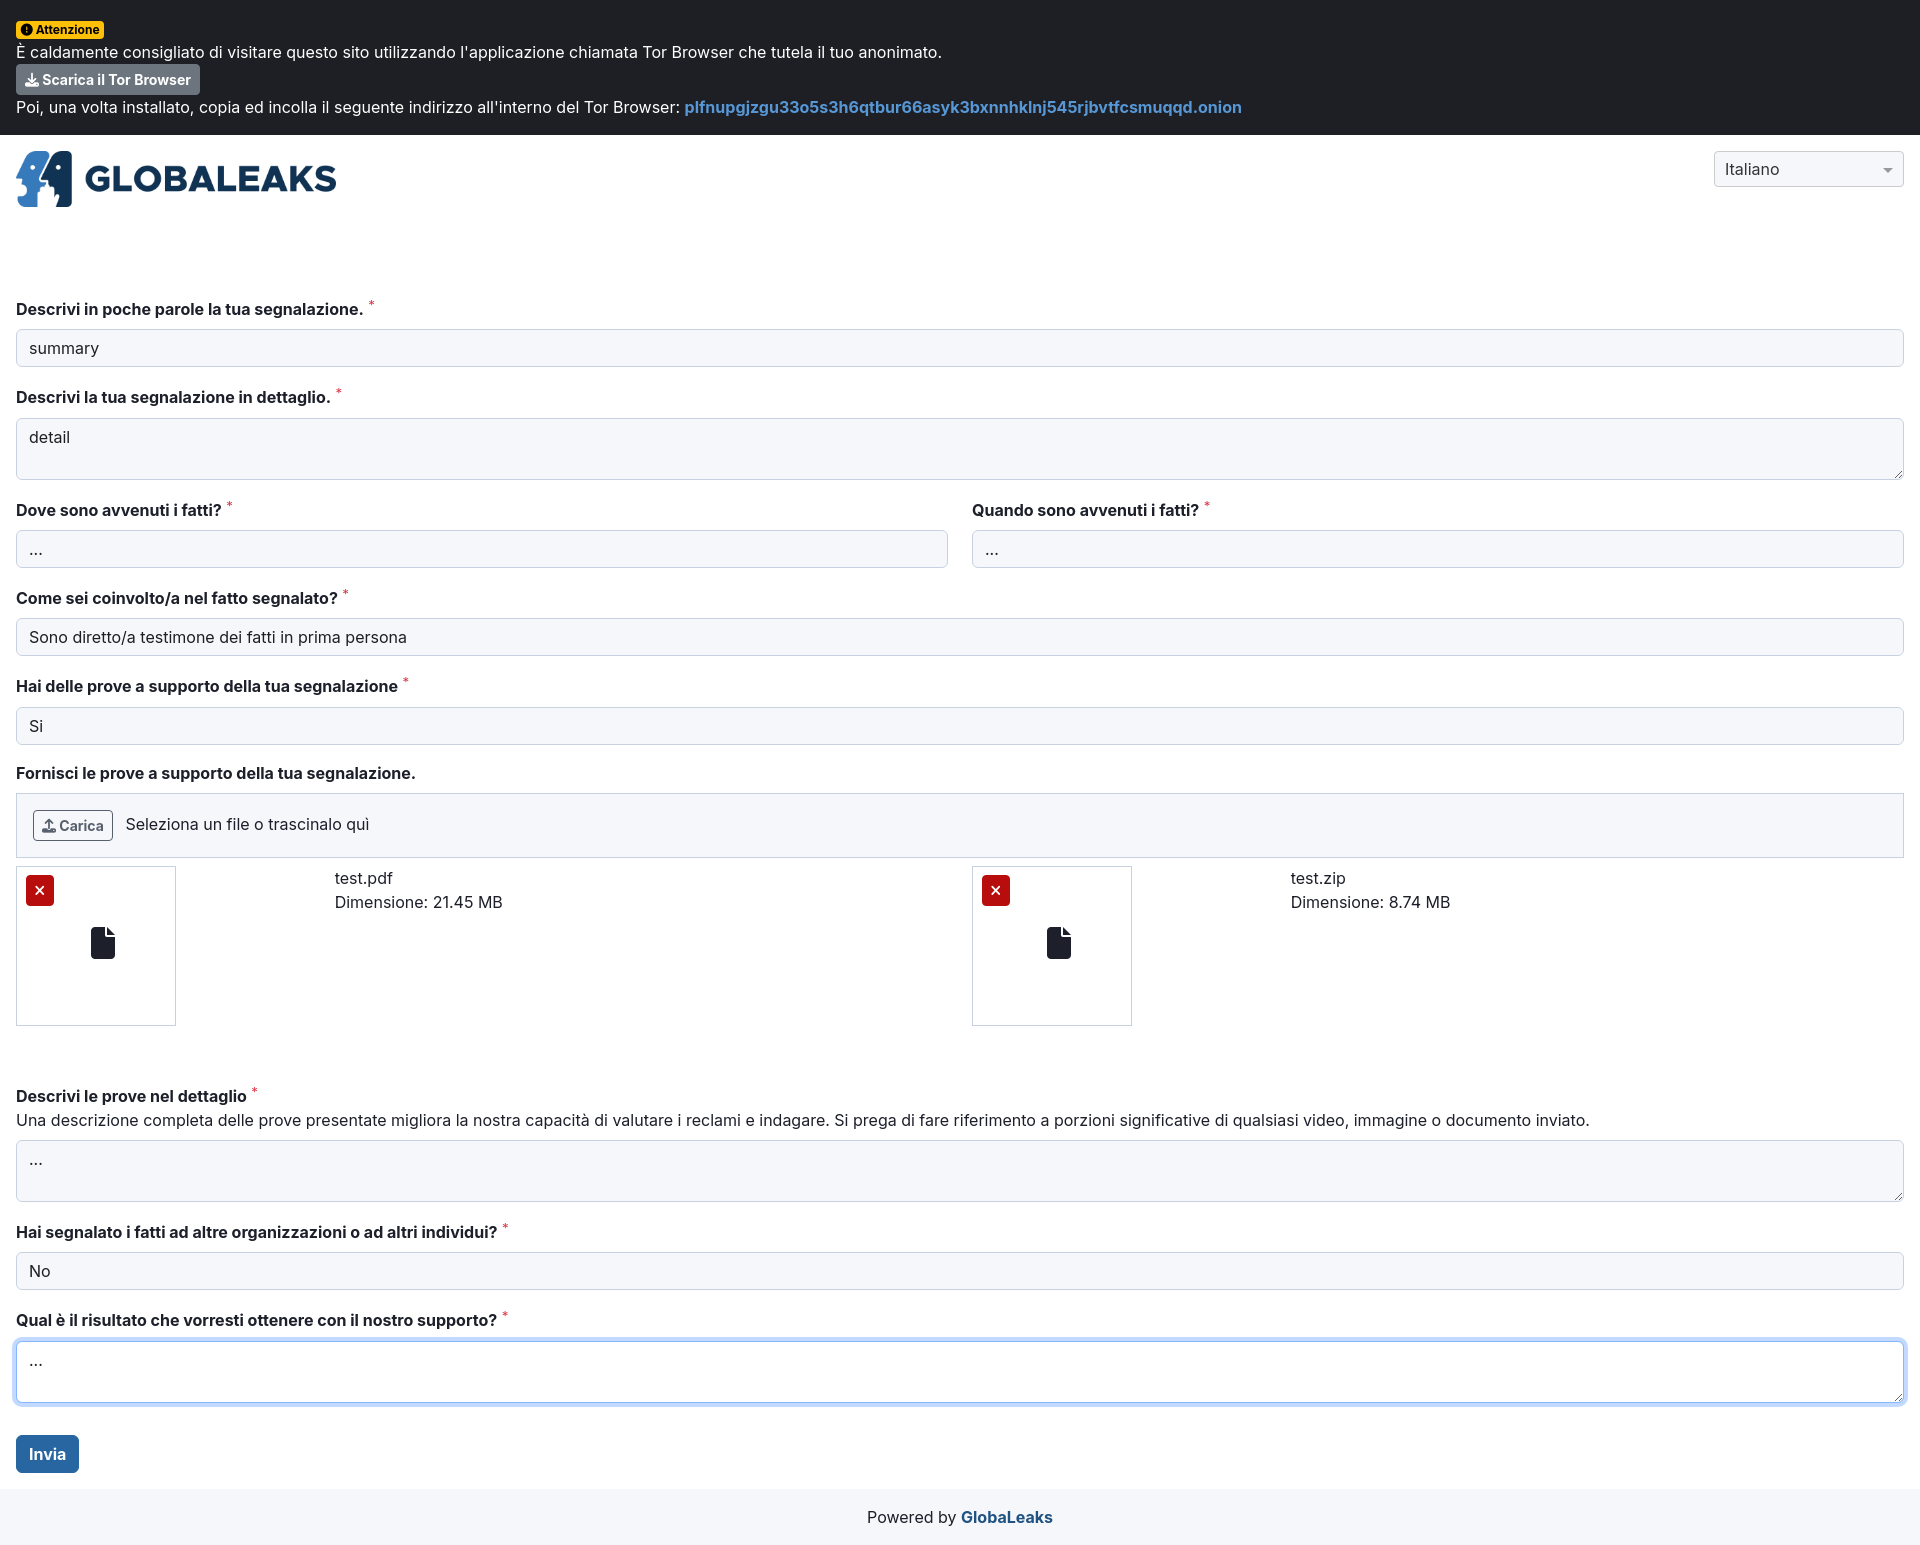 Attenzione
È caldamente consigliato di visitare questo sito utilizzando l'applicazione chiamata Tor Browser che tutela il tuo anonimato.
Scarica il Tor Browser
Poi, una volta installato, copia ed incolla il seguente indirizzo all'interno del Tor Browser: plfnupgjzgu33o5s3h6qtbur66asyk3bxnnhklnj545rjbvtfcsmuqqd.onion
GLOBALEAKS
Italiano
Descrivi in poche parole la tua segnalazione. *
summary
Descrivi la tua segnalazione in dettaglio. *
detail
Dove sono avvenuti i fatti? *
Quando sono avvenuti i fatti? *
...
...
Come sei coinvolto/a nel fatto segnalato? *
Sono diretto/a testimone dei fatti in prima persona
Hai delle prove a supporto della tua segnalazione *
Si
Fornisci le prove a supporto della tua segnalazione.
Carica
Seleziona un file o trascinalo quì
test.pdf
Dimensione: 21.45 MB
test.zip
Dimensione: 8.74 MB
Descrivi le prove nel dettaglio *
Una descrizione completa delle prove presentate migliora la nostra capacità di valutare i reclami e indagare. Si prega di fare riferimento a porzioni significative di qualsiasi video, immagine o documento inviato.
...
Hai segnalato i fatti ad altre organizzazioni o ad altri individui? *
No
Qual è il risultato che vorresti ottenere con il nostro supporto? *
...
Invia
Powered by GlobaLeaks